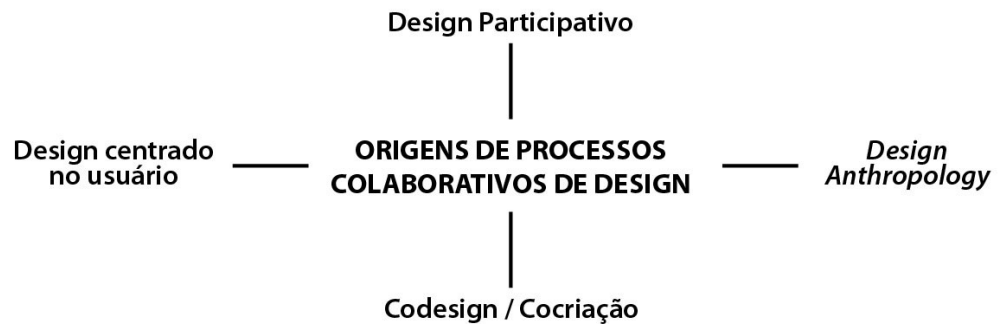 Design Participativo
Design centrado
no usuário
ORIGENS DE PROCESSOS
COLABORATIVOS DE DESIGN
Design
Anthropology
Codesign / Cocriação